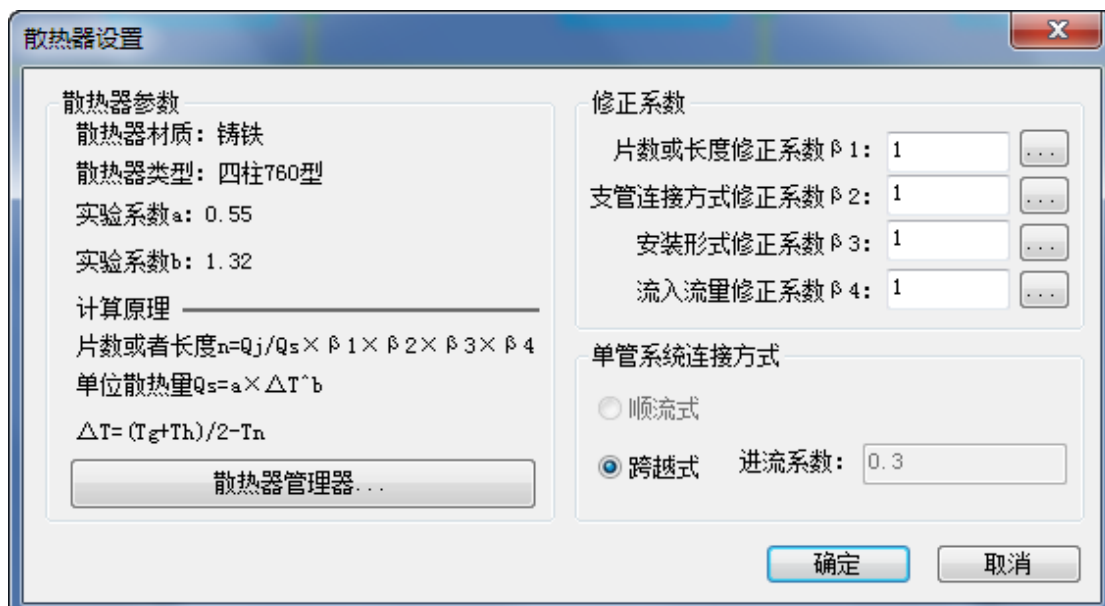 散热器设置
散热器参数
散热器材质：铸铁
散热器类型：四柱760型
实验系数a：0.55
实验系数b：1.32
计算原理
片数或者长度n=Qj/Qs×β1×β2×β3×β4
单位散热量Qs=a×△T^b
△T=(Tg+Th)/2-Tn
散热器管理器...
修正系数
片数或长度修正系数β1：1 ...
支管连接方式修正系数β2：1 ...
安装形式修正系数β3：1 ...
流入流量修正系数β4：1 ...
单管系统连接方式
顺流式
跨越式 进流系数：0.3
确定 取消